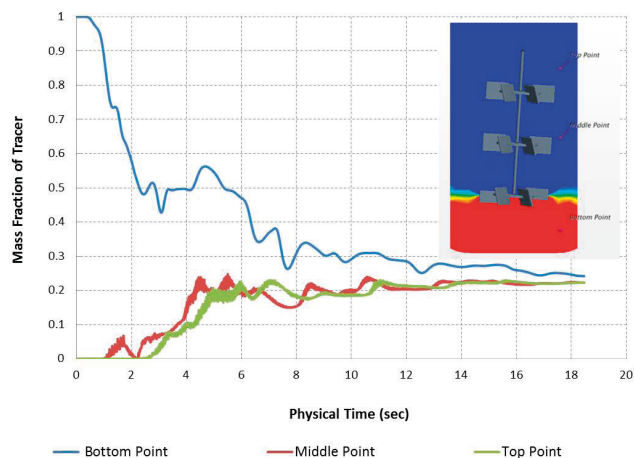 Mass Fraction of Tracer
1
0.9
0.8
0.7
0.6
0.5
0.4
0.3
0.2
0.1
0
0 2 4 6 8 10 12 14 16 18 20
Physical Time (sec)
Top Point
Middle Point
Bottom Point
Bottom Point Middle Point Top Point